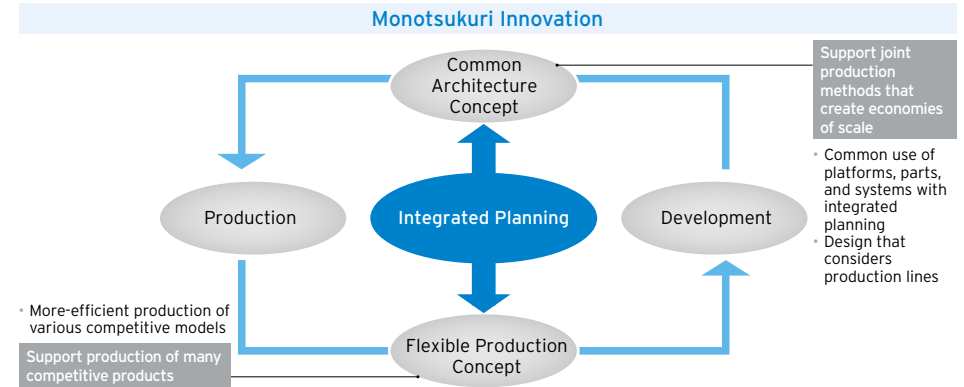 Monotsukuri Innovation
Common
Architecture
Concept
Support joint
production
methods that
create economies
of scale
• Common use of
platforms, parts,
and systems with
integrated
planning
• Design that
considers
production lines
Production
Integrated Planning
Development
• More-efficient production of
various competitive models
Support production of many
competitive products
Flexible Production
Concept